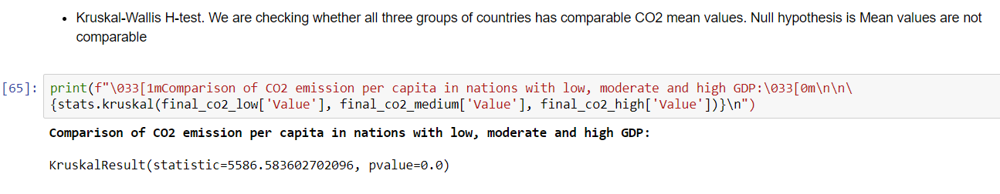 • Kruskal-Wallis H-test. We are checking whether all three groups of countries has comparable CO2 mean values. Null hypothesis is Mean values are not
comparable
[65]: print(f"\033[1mComparison of CO2 emission per capita in nations with low, moderate and high GDP:\033[0m\n\n\
{stats.kruskal(final_co2_low['Value'], final_co2_medium['Value'], final_co2_high['Value'])}\n")
Comparison of CO2 emission per capita in nations with low, moderate and high GDP:
KruskalResult(statistic=5586.583602702096, pvalue=0.0)